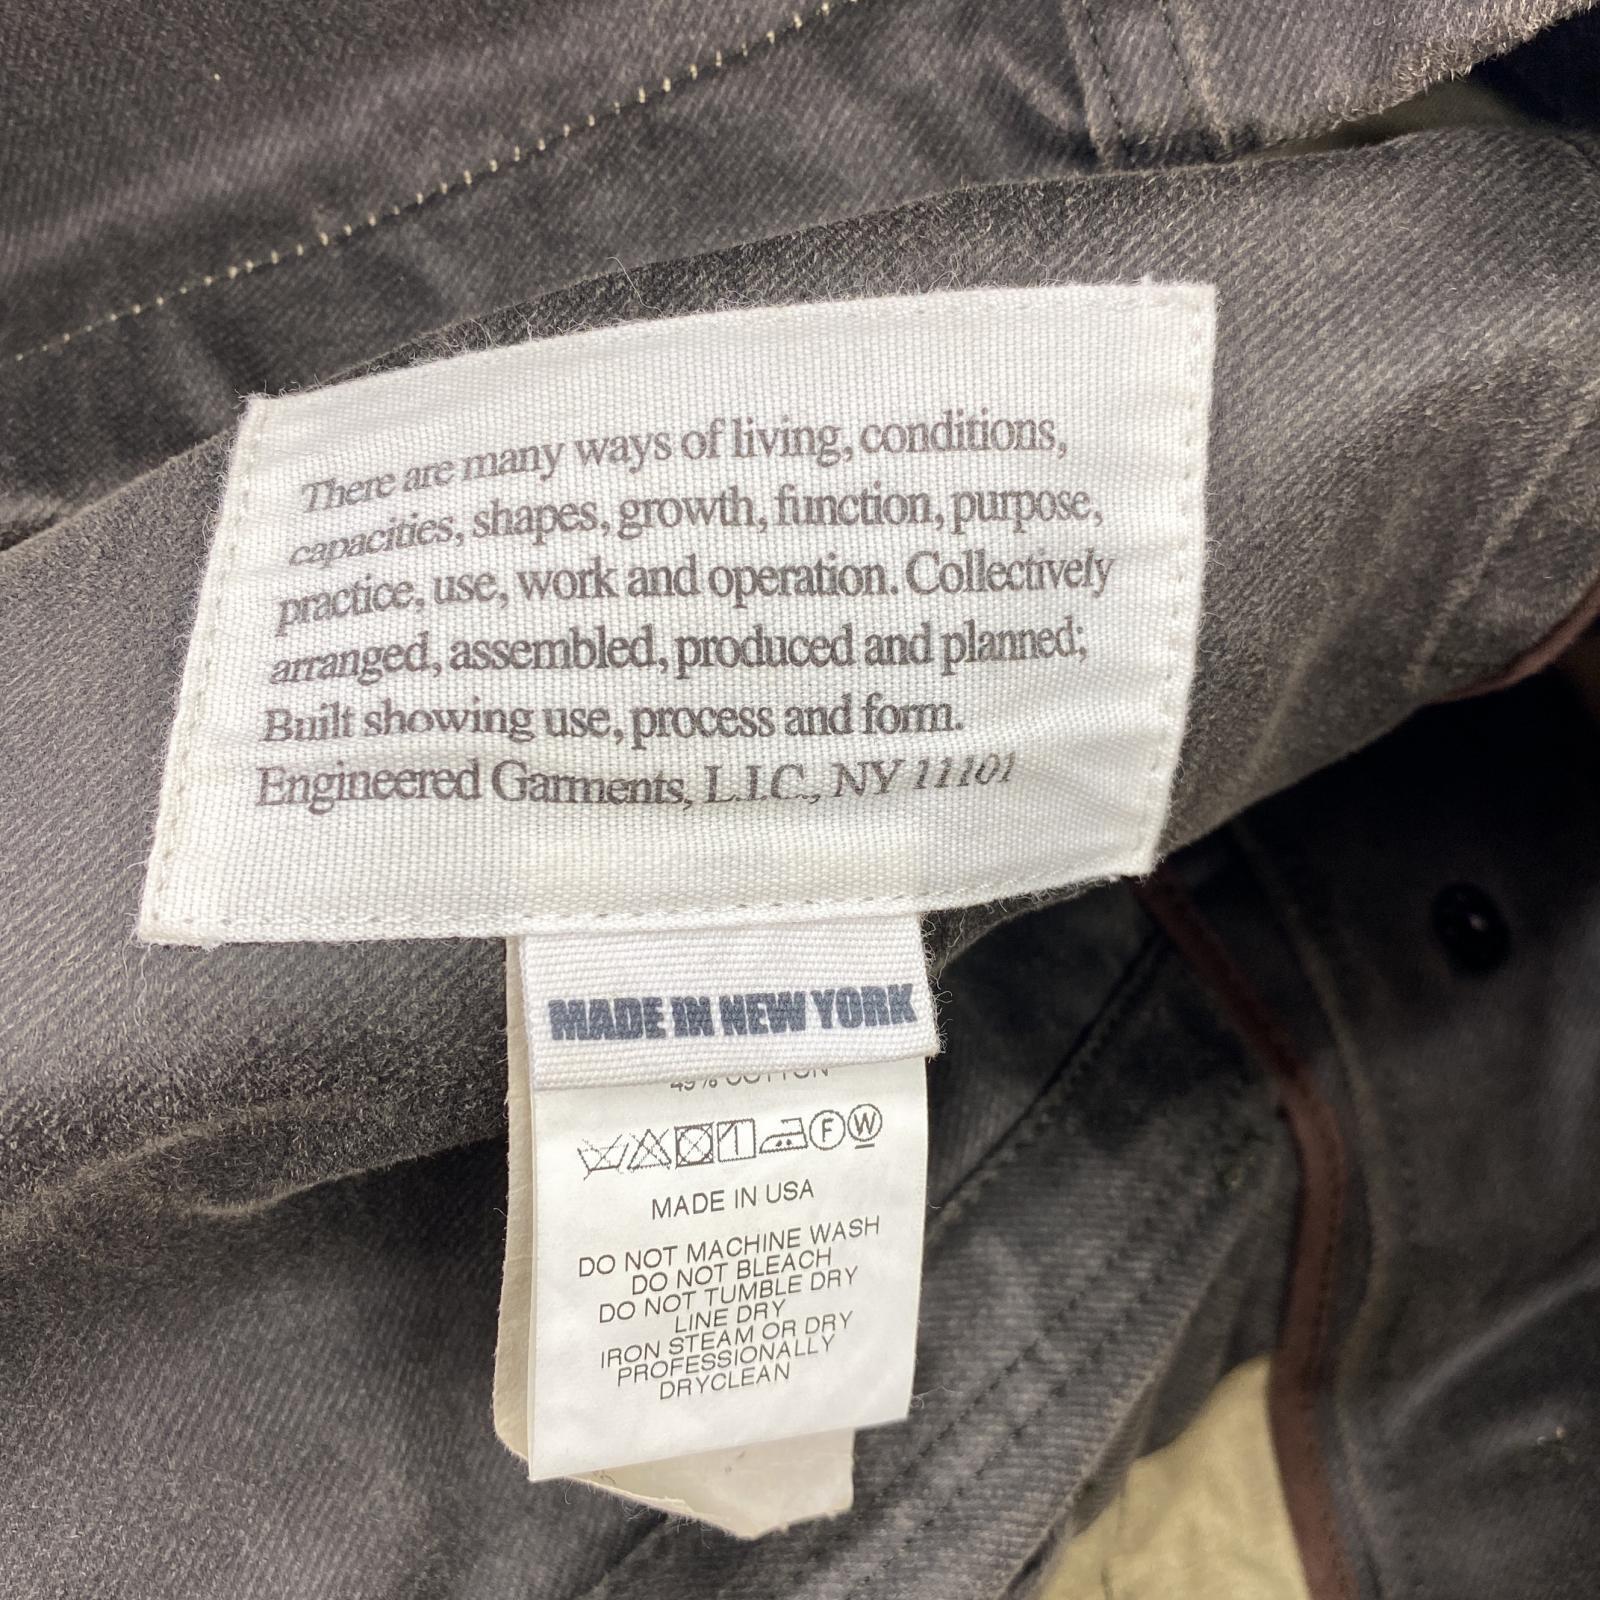 There are many ways of living, conditions,
capacities, shapes, growth, function, purpose,
practice, use, work and operation. Collectively
arranged, assembled, produced and planned;
Built showing use, process and form.
Engineered Garments, L.I.C., NY 11101
MADE IN NEW YORK
COTTON
F W
MADE IN USA
DO NOT MACHINE WASH
DO NOT BLEACH
DO NOT TUMBLE DRY
LINE DRY
IRON STEAM OR DRY
PROFESSIONALLY
DRYCLEAN